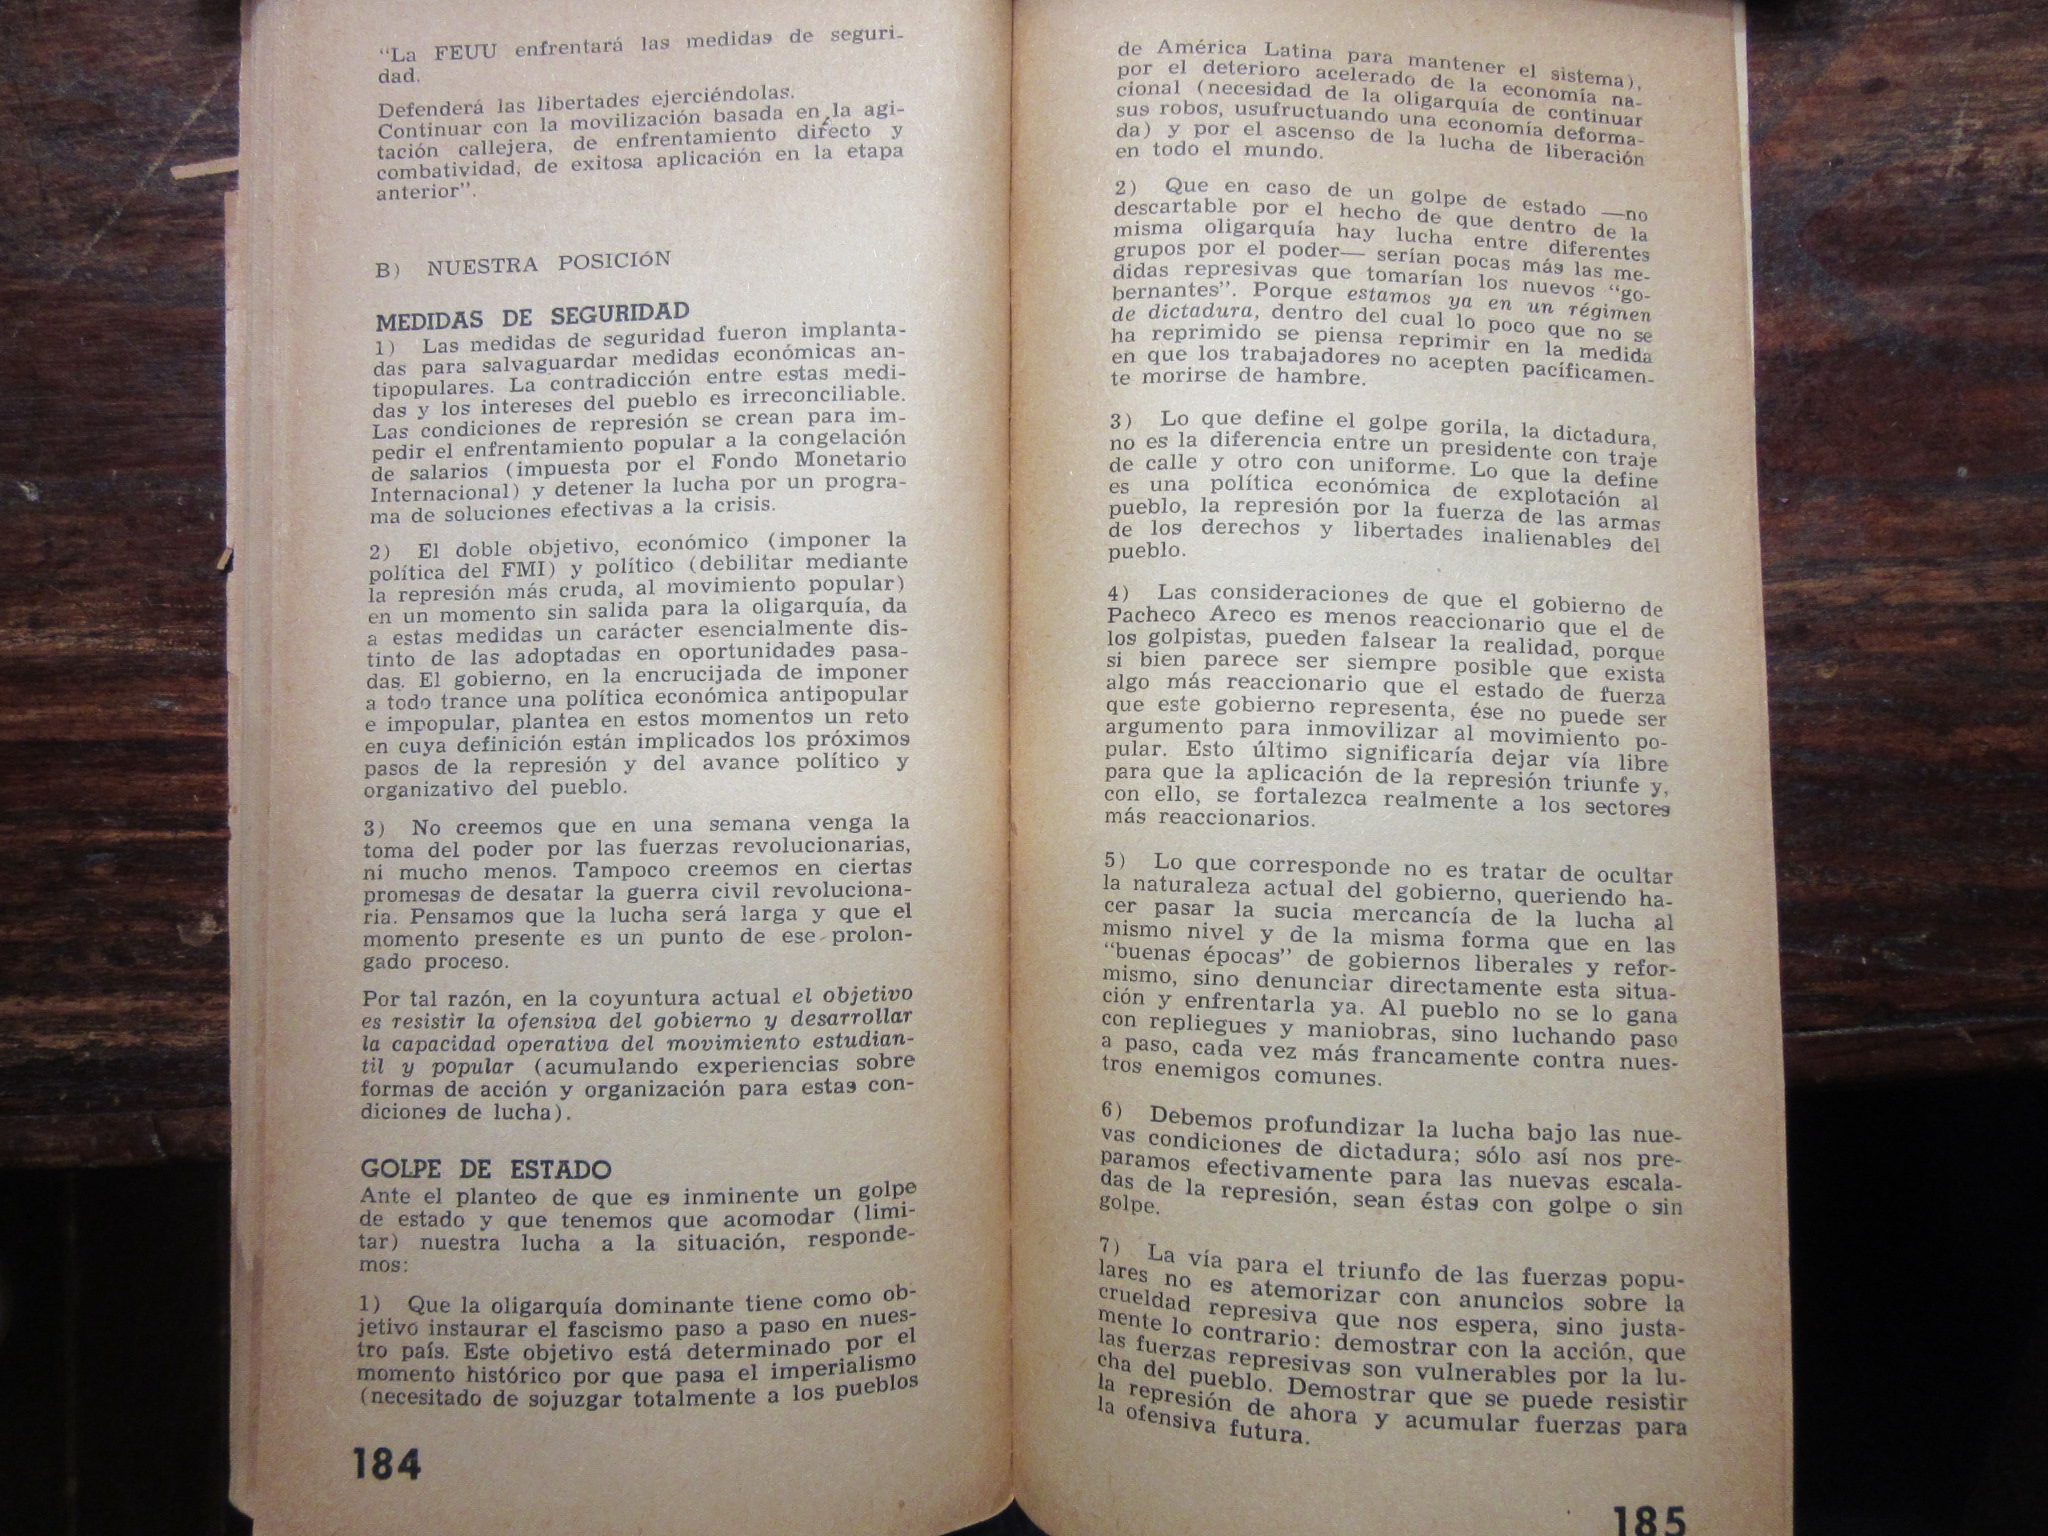 “La FEUU enfrentará las medidas de seguri-
dad.
Defenderá las libertades ejerciéndolas.
Continuar con la movilización basada en la agi-
tación callejera, de enfrentamiento directo y
combatividad, de exitosa aplicación en la etapa
anterior”.
B) NUESTRA POSICIóN
MEDIDAS DE SEGURIDAD
1) Las medidas de seguridad fueron implanta-
das para salvaguardar medidas económicas an-
tipopulares. La contradicción entre estas medi-
das y los intereses del pueblo es irreconciliable.
Las condiciones de represión se crean para im-
pedir el enfrentamiento popular a la congelación
de salarios (impuesta por el Fondo Monetario
Internacional) y detener la lucha por un progra-
ma de soluciones efectivas a la crisis.
2) El doble objetivo, económico (imponer la
política del FMI) y político (debilitar mediante
la represión más cruda, al movimiento popular)
en un momento sin salida para la oligarquía, da
a estas medidas un carácter esencialmente dis-
tinto de las adoptadas en oportunidades pasa-
das. El gobierno, en la encrucijada de imponer
a todo trance una política económica antipopular
e impopular, plantea en estos momentos un reto
en cuya definición están implicados los próximos
pasos de la represión y del avance político y
organizativo del pueblo.
3) No creemos que en una semana venga la
toma del poder por las fuerzas revolucionarias,
ni mucho menos. Tampoco creemos en ciertas
promesas de desatar la guerra civil revoluciona-
ria. Pensamos que la lucha será larga y que el
momento presente es un punto de ese prolon-
gado proceso.
Por tal razón, en la coyuntura actual el objetivo
es resistir la ofensiva del gobierno y desarrollar
la capacidad operativa del movimiento estudian-
til y popular (acumulando experiencias sobre
formas de acción y organización para estas con-
diciones de lucha).
GOLPE DE ESTADO
Ante el planteo de que es inminente un golpe
de estado y que tenemos que acomodar (limi-
tar) nuestra lucha a la situación, responde-
mos:
1) Que la oligarquía dominante tiene como ob-
jetivo instaurar el fascismo paso a paso en nues-
tro país. Este objetivo está determinado por el
momento histórico por que pasa el imperialismo
(necesitado de sojuzgar totalmente a los pueblos
184
de América Latina para mantener el sistema),
por el deterioro acelerado de la economía na-
cional (necesidad de la oligarquía de continuar
sus robos, usufructuando una economía deforma-
da) y por el ascenso de la lucha de liberación
en todo el mundo.
2) Que en caso de un golpe de estado —no
descartable por el hecho de que dentro de la
misma oligarquía hay lucha entre diferentes
grupos por el poder— serían pocas más las me-
didas represivas que tomarían los nuevos “go-
bernantes”. Porque estamos ya en un régimen
de dictadura, dentro del cual lo poco que no se
ha reprimido se piensa reprimir en la medida
en que los trabajadores no acepten pacíficamen-
te morirse de hambre.
3) Lo que define el golpe gorila, la dictadura,
no es la diferencia entre un presidente con traje
de calle y otro con uniforme. Lo que la define
es una política económica de explotación al
pueblo, la represión por la fuerza de las armas
de los derechos y libertades inalienables del
pueblo.
4) Las consideraciones de que el gobierno de
Pacheco Areco es menos reaccionario que el de
los golpistas, pueden falsear la realidad, porque
si bien parece ser siempre posible que exista
algo más reaccionario que el estado de fuerza
que este gobierno representa, ése no puede ser
argumento para inmovilizar al movimiento po-
pular. Esto último significaría dejar vía libre
para que la aplicación de la represión triunfe y,
con ello, se fortalezca realmente a los sectores
más reaccionarios.
5) Lo que corresponde no es tratar de ocultar
la naturaleza actual del gobierno, queriendo ha-
cer pasar la sucia mercancía de la lucha al
mismo nivel y de la misma forma que en las
“buenas épocas” de gobiernos liberales y refor-
mismo, sino denunciar directamente esta situa-
ción y enfrentarla ya. Al pueblo no se lo gana
con repliegues y maniobras, sino luchando paso
a paso, cada vez más francamente contra nues-
tros enemigos comunes.
6) Debemos profundizar la lucha bajo las nue-
vas condiciones de dictadura; sólo así nos pre-
paramos efectivamente para las nuevas escala-
das de la represión, sean éstas con golpe o sin
golpe.
7) La vía para el triunfo de las fuerzas popu-
lares no es atemorizar con anuncios sobre la
crueldad represiva que nos espera, sino justa-
mente lo contrario: demostrar con la acción, que
las fuerzas represivas son vulnerables por la lu-
cha del pueblo. Demostrar que se puede resistir
la represión de ahora y acumular fuerzas para
la ofensiva futura.
185